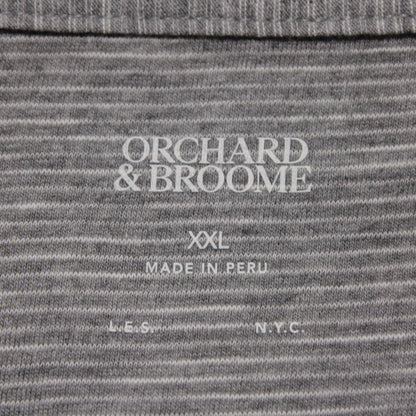 ORCHARD
& BROOME
XXL
MADE IN PERU
L.E.S. N.Y.C.